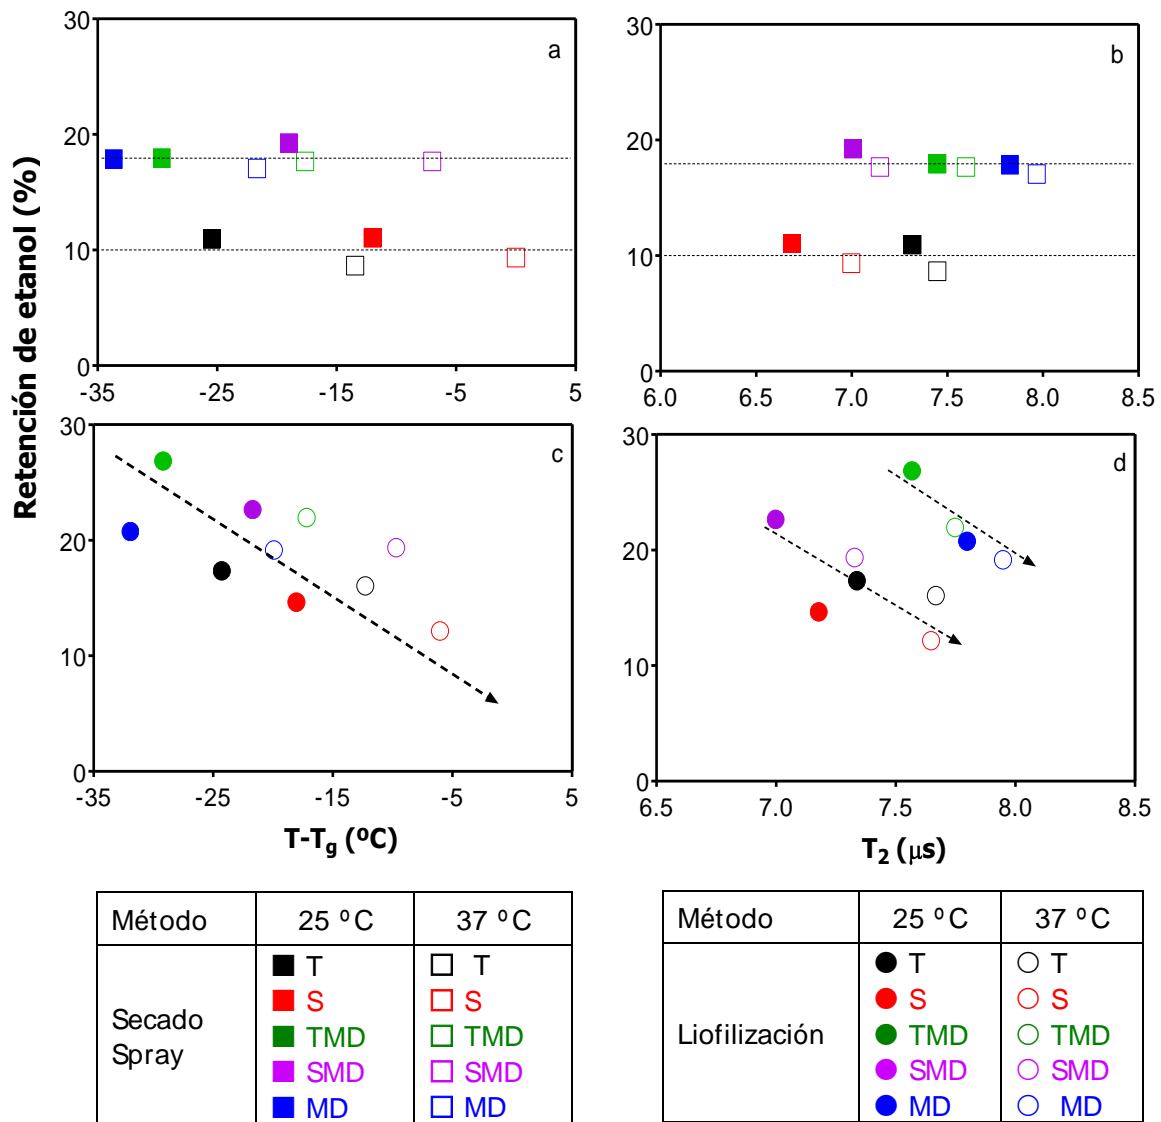 Retención de etanol (%)
30
20
10
0
a
-35
-25
-15
-5
5
30
20
10
0
b
6.0
6.5
7.0
7.5
8.0
8.5
30
20
10
0
c
-35
-25
-15
-5
5
T-Tg (ºC)
30
20
10
0
d
6.5
7.0
7.5
8.0
8.5
T2 (μs)
Método 25 ºC 37 ºC
Secado
Spray
T T
S S
TMD TMD
SMD SMD
MD MD
Método 25 ºC 37 ºC
Liofilización
T T
S S
TMD TMD
SMD SMD
MD MD